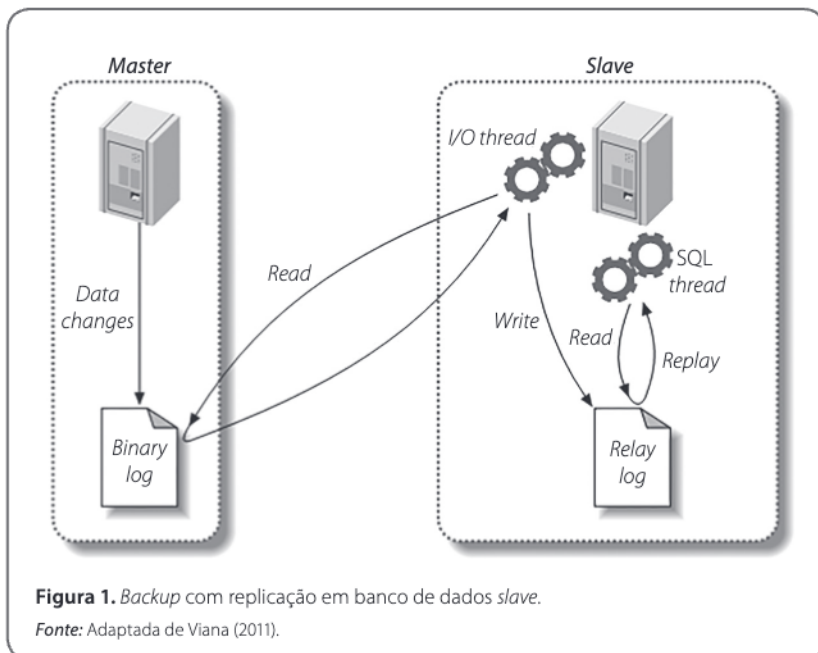 Master
Slave
I/O thread
Read
Data
changes
SQL
thread
Write
Read
Replay
Binary
log
Relay
log
Figura 1. Backup com replicação em banco de dados slave.
Fonte: Adaptada de Viana (2011).